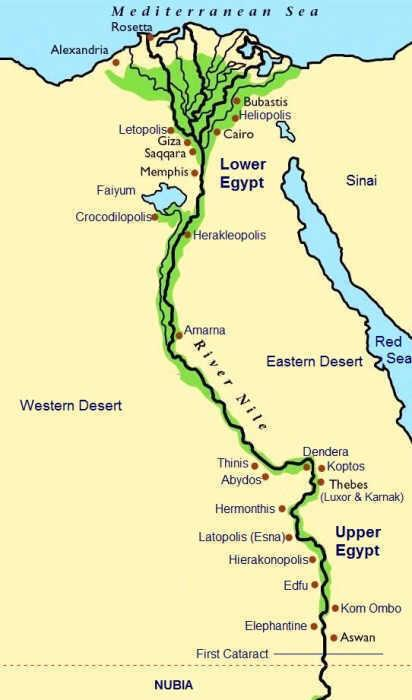 Mediterranean Sea
Rosetta
Alexandria
Bubastis
Heliopolis
Letopolis
Cairo
Giza
Saqqara
Lower
Egypt
Memphis
Sinai
Faiyum
Crocodilopolis
Herakleopolis
Amarna
River Nile
Red
Sea
Eastern Desert
Western Desert
Dendera
Thinis
Koptos
Abydos
Thebes
(Luxor & Karnak)
Hermonthis
Upper
Egypt
Latopolis (Esna)
Hierakonopolis
Edfu
Kom Ombo
Elephantine
Aswan
First Cataract
NUBIA